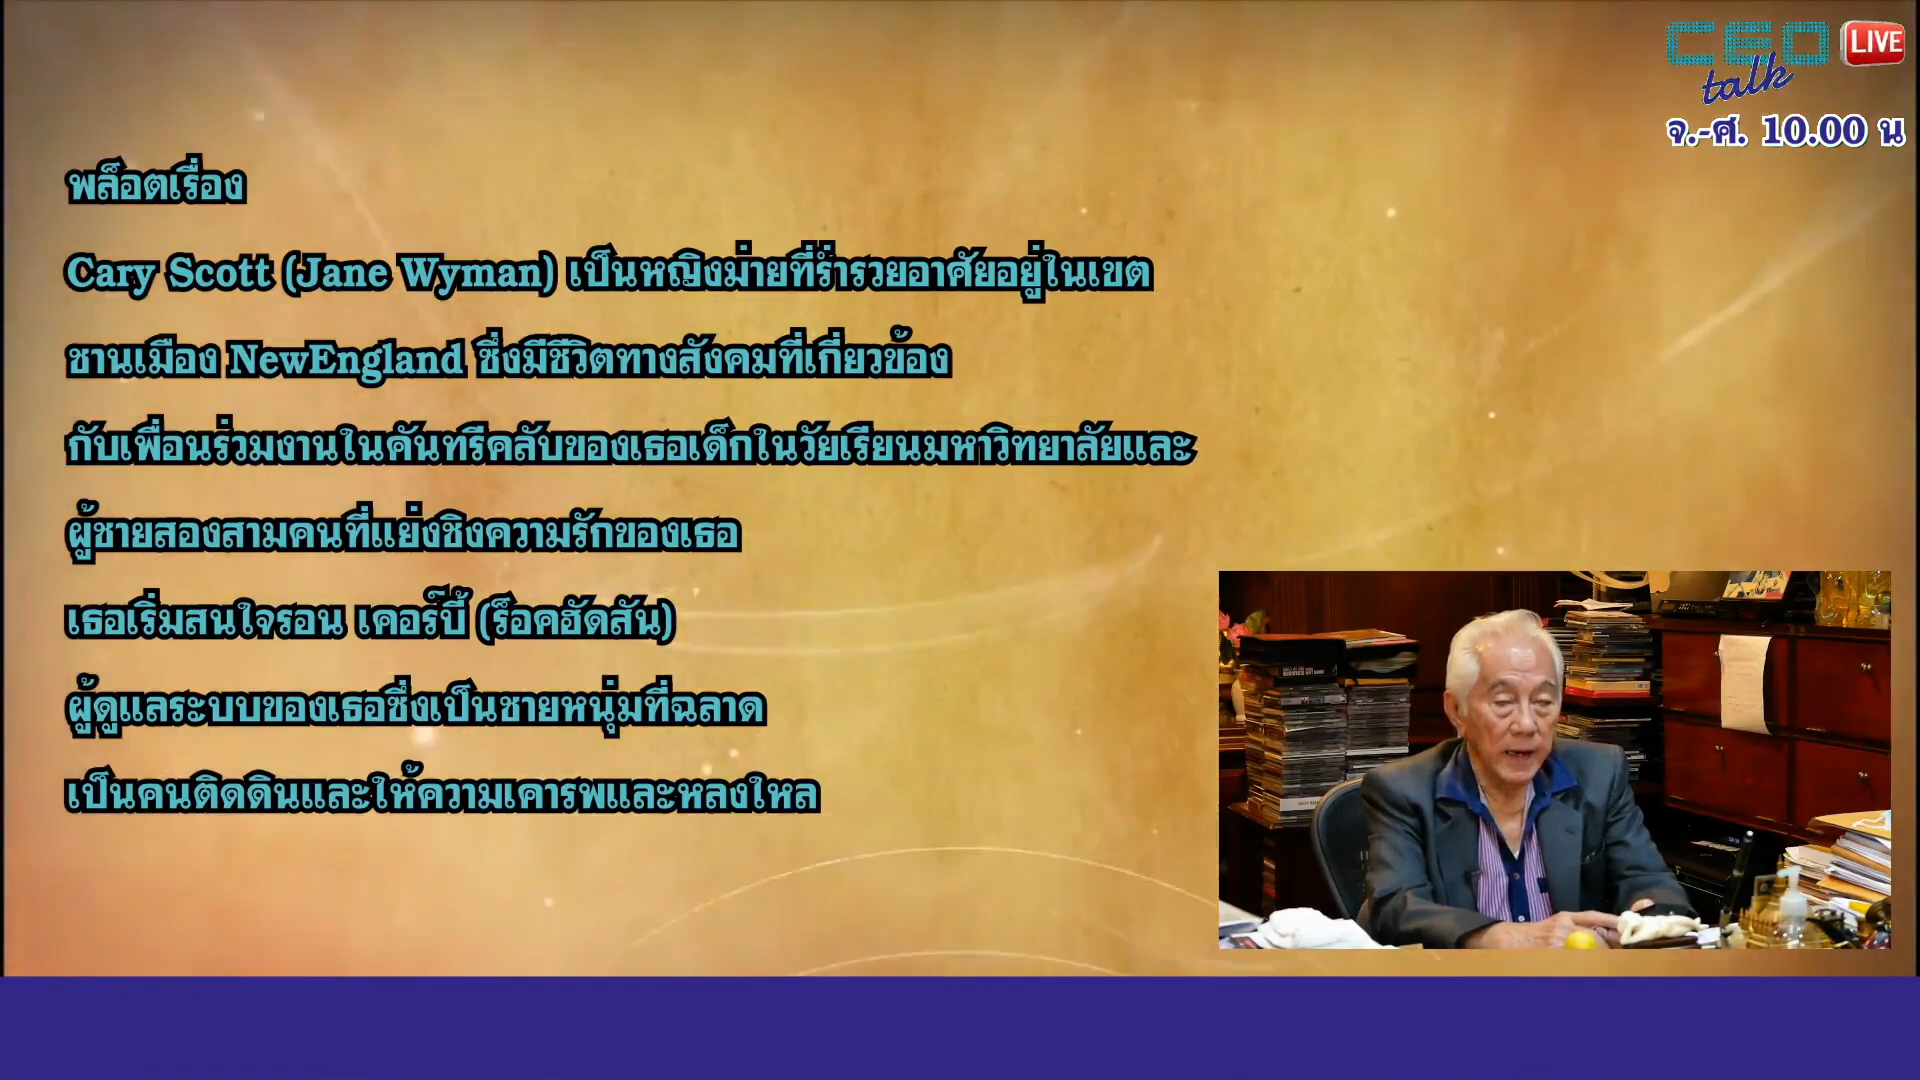 CEO LIVE
talk
จ.-ศ. 10.00 น
พล็อตเรื่อง
Cary Scott (Jane Wyman) เป็นหญิงม่ายที่ร่ำรวยอาศัยอยู่ในเขต
ชานเมือง NewEngland ซึ่งมีชีวิตทางสังคมที่เกี่ยวข้อง
กับเพื่อนร่วมงานในคันทรีคลับของเธอเด็กในวัยเรียนมหาวิทยาลัยและ
ผู้ชายสองสามคนที่แย่งชิงความรักของเธอ
เธอเริ่มสนใจรอน เคอร์บี้ (ร็อคฮัดสัน)
ผู้ดูแลระบบของเธอซึ่งเป็นชายหนุ่มที่ฉลาด
เป็นคนติดดินและให้ความเคารพและหลงใหล